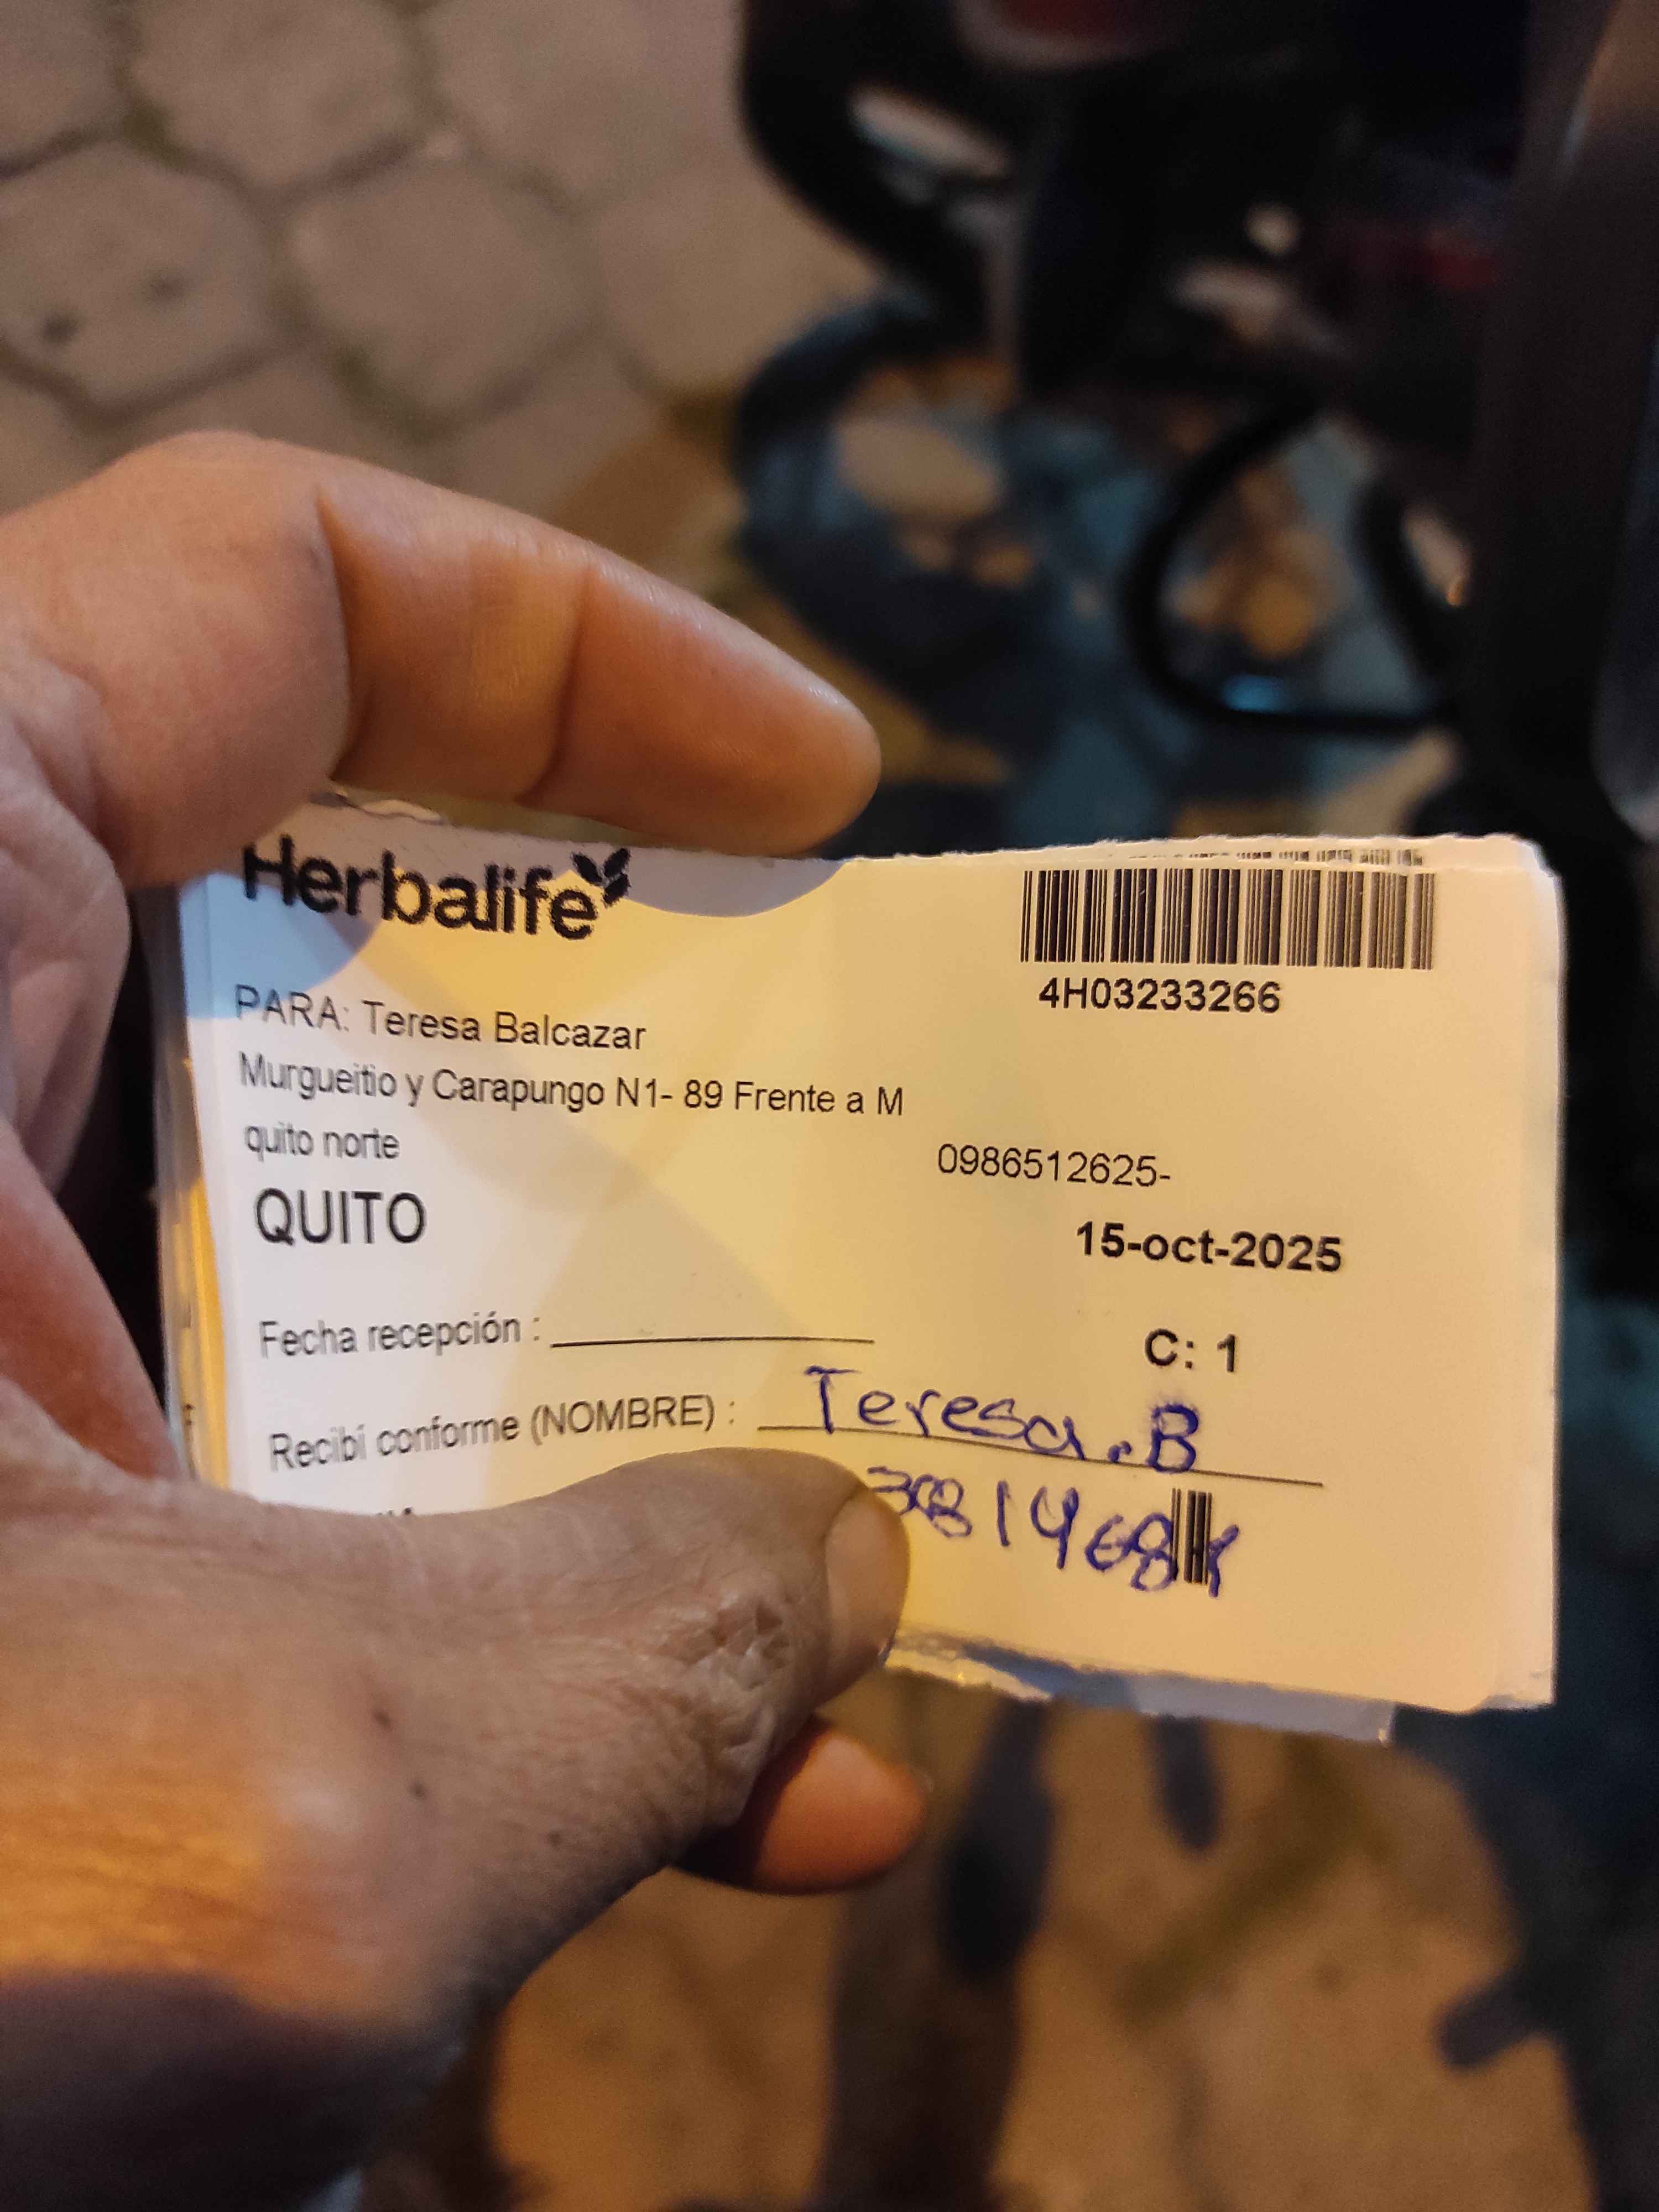 Herbalife
4H03233266
PARA: Teresa Balcazar
Murgueitio y Carapungo N1- 89 Frente a M
quito norte
0986512625-
QUITO
15-oct-2025
Fecha recepción :
C: 1
Recibí conforme (NOMBRE) : Teresa.B